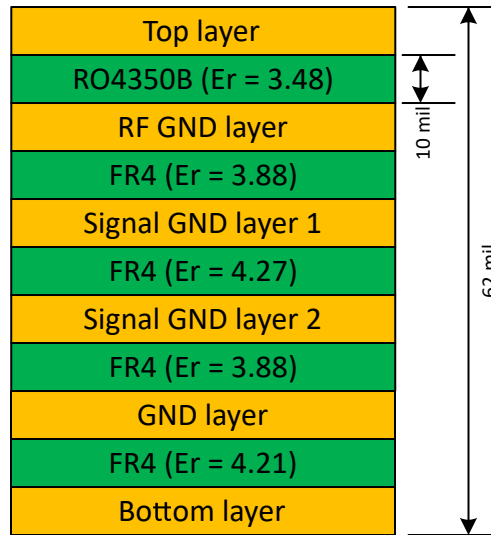 Top layer
RO4350B (Er = 3.48)
10 mil
RF GND layer
FR4 (Er = 3.88)
Signal GND layer 1
FR4 (Er = 4.27)
62 mil
Signal GND layer 2
FR4 (Er = 3.88)
GND layer
FR4 (Er = 4.21)
Bottom layer